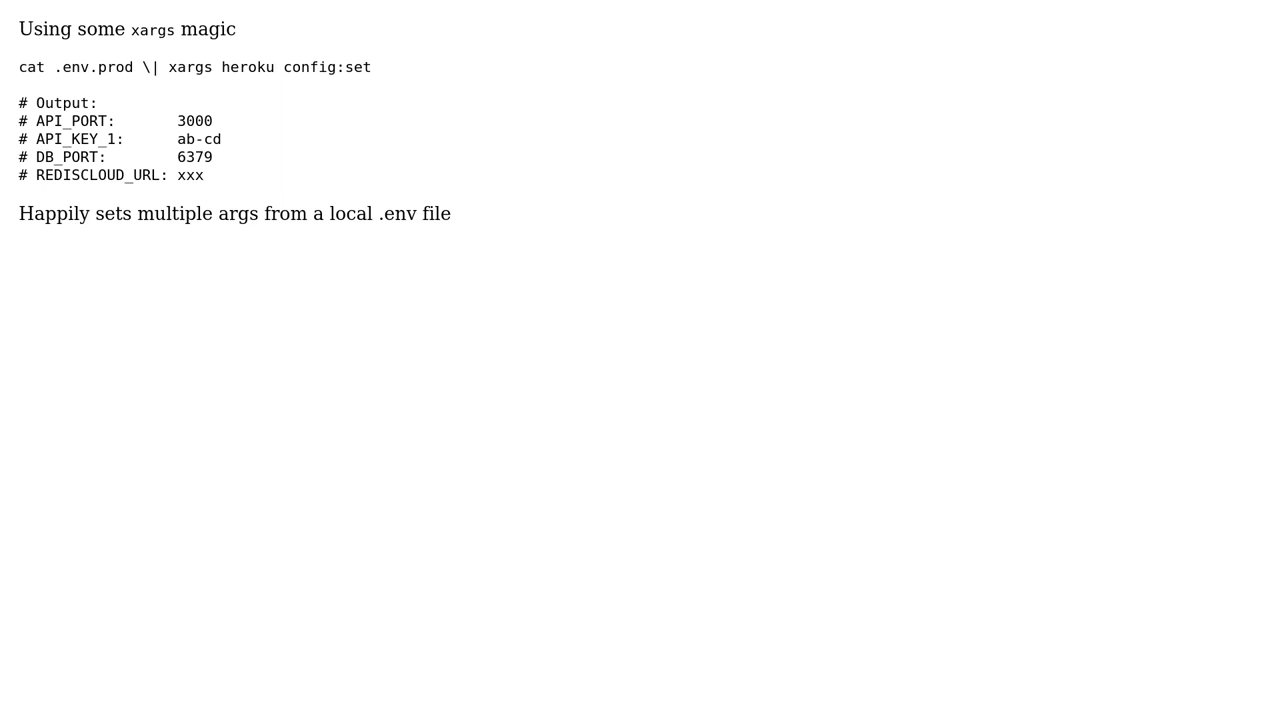 Using some xargs magic
cat .env.prod \| xargs heroku config:set
# Output:
# API_PORT:       3000
# API_KEY_1:      ab-cd
# DB_PORT:        6379
# REDISCLOUD_URL: xxx
Happily sets multiple args from a local .env file